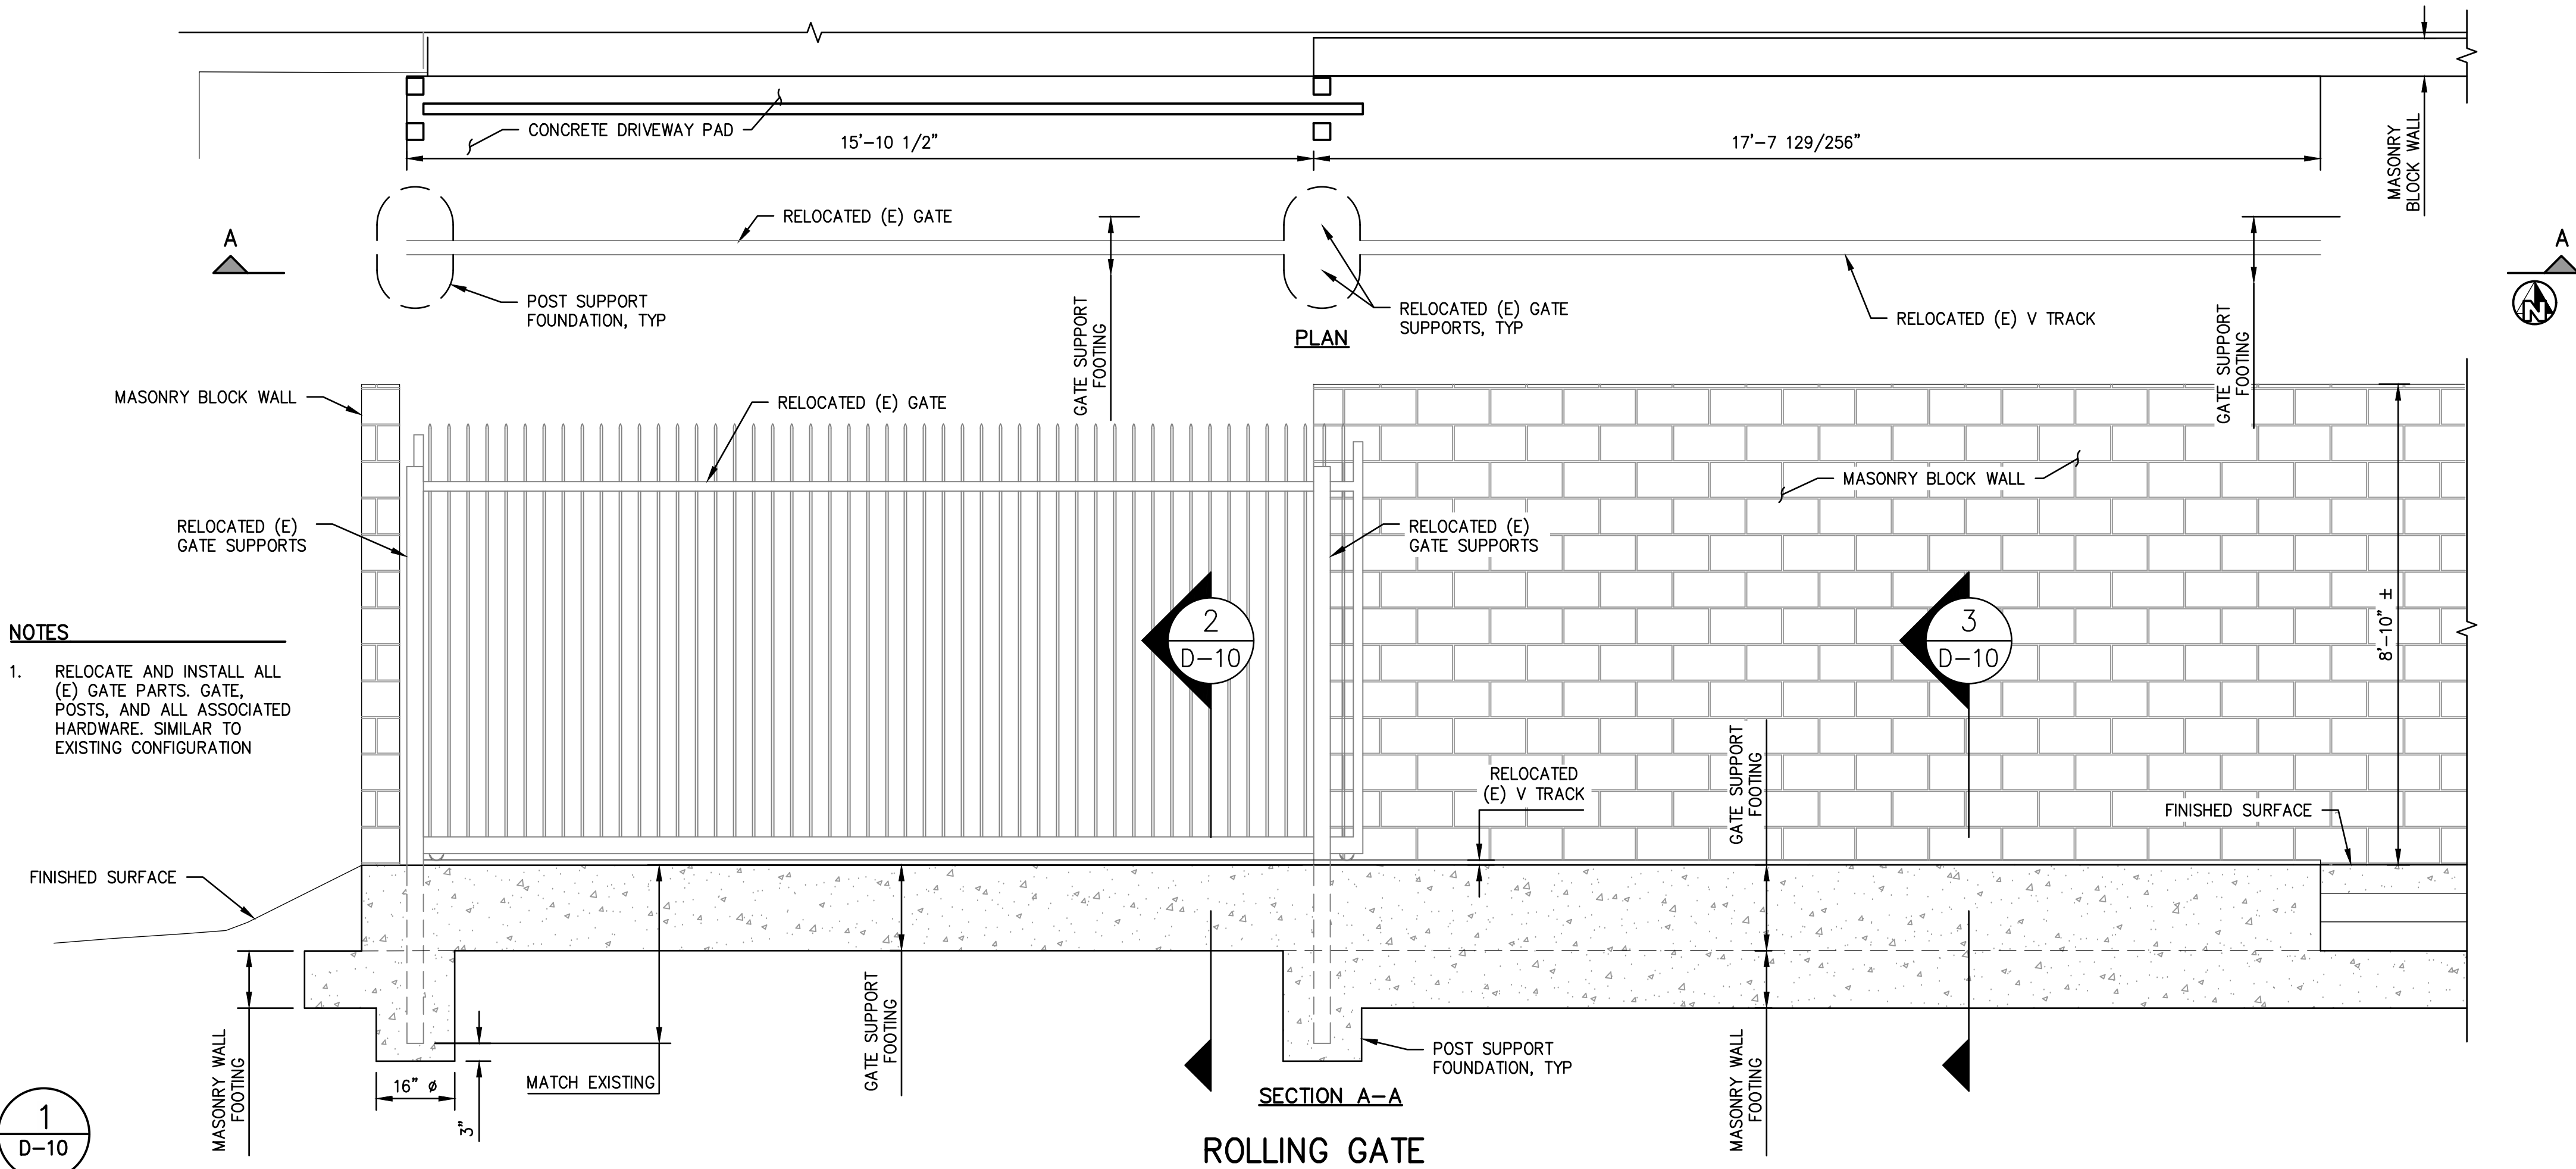 CONCRETE DRIVEWAY PAD
15'-10 1/2"
17'-7 129/256"
MASONRY
BLOCK WALL
A
RELOCATED (E) GATE
A
N
POST SUPPORT
FOUNDATION, TYP
GATE SUPPORT
FOOTING
RELOCATED (E) GATE
SUPPORTS, TYP
RELOCATED (E) V TRACK
GATE SUPPORT
FOOTING
PLAN
MASONRY BLOCK WALL
RELOCATED (E) GATE
MASONRY BLOCK WALL
RELOCATED (E)
GATE SUPPORTS
RELOCATED (E)
GATE SUPPORTS
8'-10" ±
2
D-10
3
D-10
NOTES
1. RELOCATE AND INSTALL ALL
(E) GATE PARTS. GATE,
POSTS, AND ALL ASSOCIATED
HARDWARE. SIMILAR TO
EXISTING CONFIGURATION
RELOCATED
(E) V TRACK
GATE SUPPORT
FOOTING
FINISHED SURFACE
FINISHED SURFACE
MASONRY WALL
FOOTING
16" ø
3"
MATCH EXISTING
GATE SUPPORT
FOOTING
POST SUPPORT
FOUNDATION, TYP
MASONRY WALL
FOOTING
SECTION A-A
1
D-10
ROLLING GATE